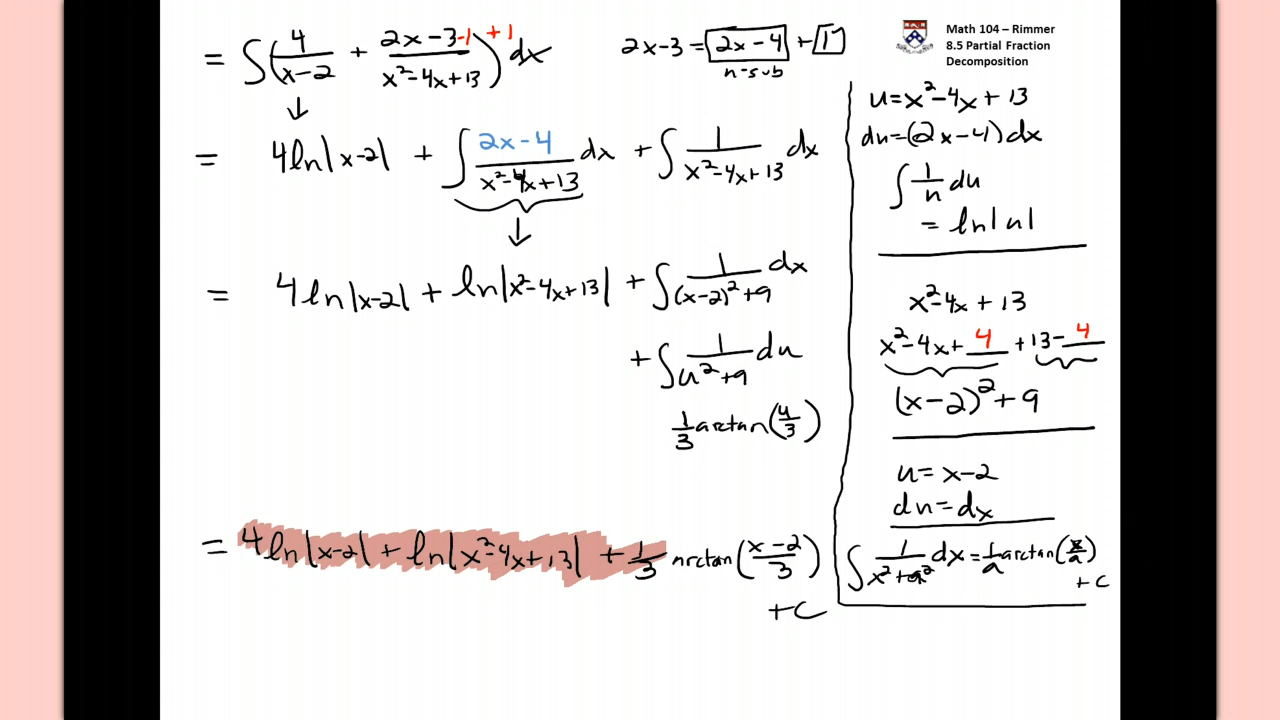 = ∫(4/(x-2) + (2x-3-1+1)/(x²-4x+13))dx
2x-3 = 2x-4 + 1
u-sub
Math 104 – Rimmer
8.5 Partial Fraction
Decomposition
↓
= 4ln|x-2| + ∫ (2x-4)/(x²-4x+13) dx + ∫ 1/(x²-4x+13) dx
↓
= 4ln|x-2| + ln|x²-4x+13| + ∫ 1/((x-2)²+9) dx
+ ∫ 1/(u²+9) du
1/3 arctan(u/3)
= 4ln|x-2| + ln|x²-4x+13| + 1/3 arctan((x-2)/3)
+C
u=x²-4x+13
du=(2x-4)dx
∫ 1/u du
= ln|u|
x²-4x+13
x²-4x+4 +13-4
(x-2)²+9
u=x-2
du=dx
∫ 1/(x²+a²) dx = 1/a arctan(x/a)
+C